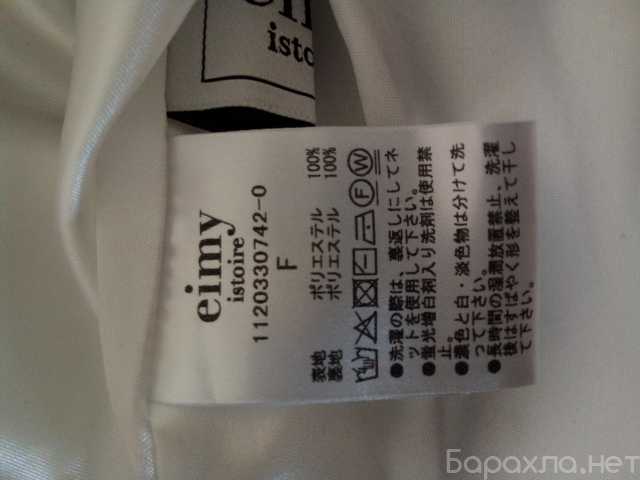 istoire
eimy
istoire
1120330742-0
F
表地 ポリエステル 100%
裏地 ポリエステル 100%
F W
●洗濯の際は、裏返しにしてネ
ットを使用して下さい。
●蛍光増白剤入り洗剤は使用禁
止。
●濃色と白・淡色物は分けて洗
って下さい。
●長時間の湿潤放置禁止、洗濯
後はすばやく形を整えて干し
て下さい。
Барахла.нет